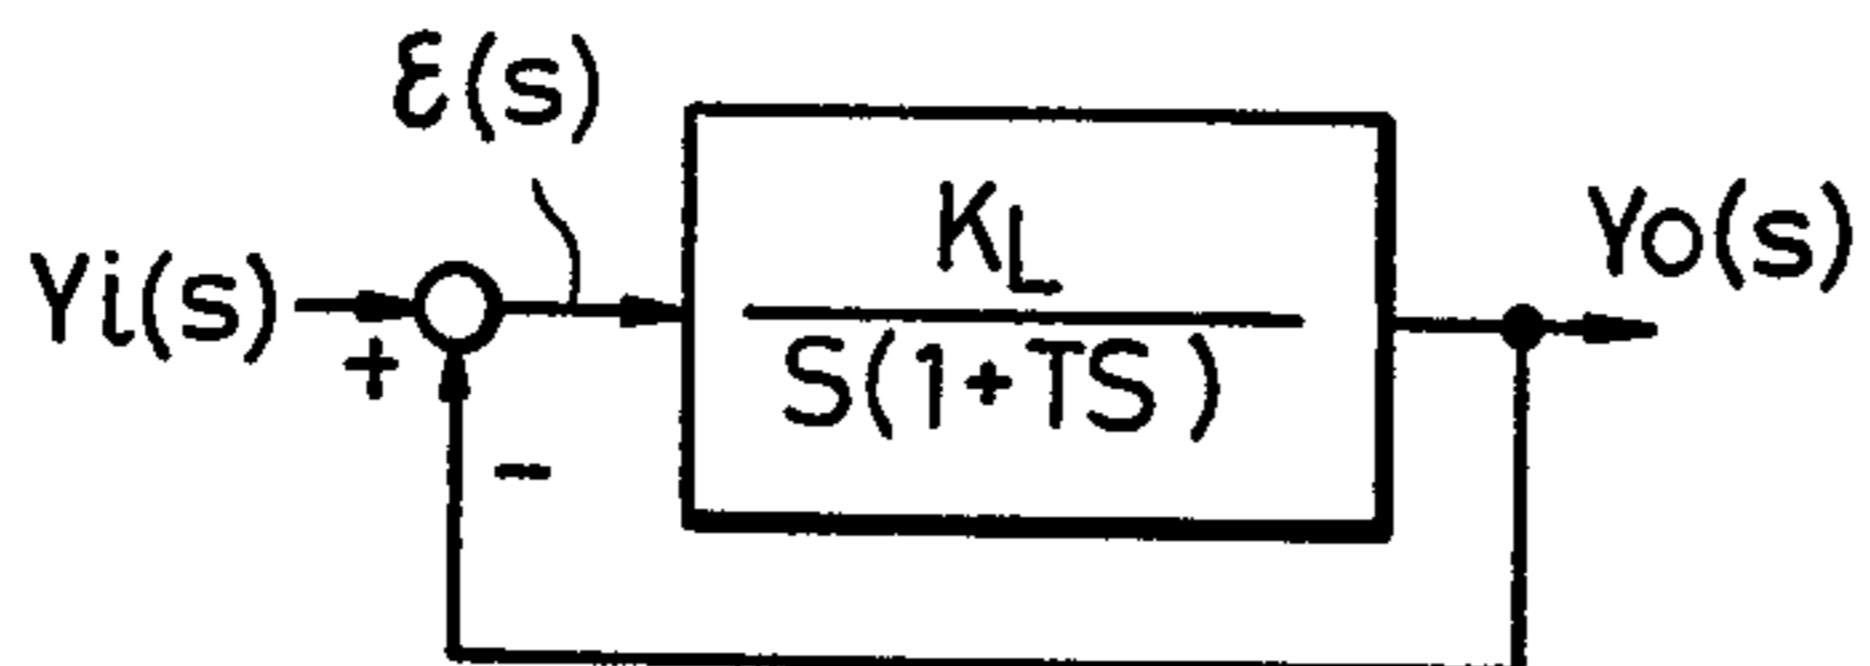 ε(s)
Yi(s)
+
-
KL
S(1+TS)
Yo(s)